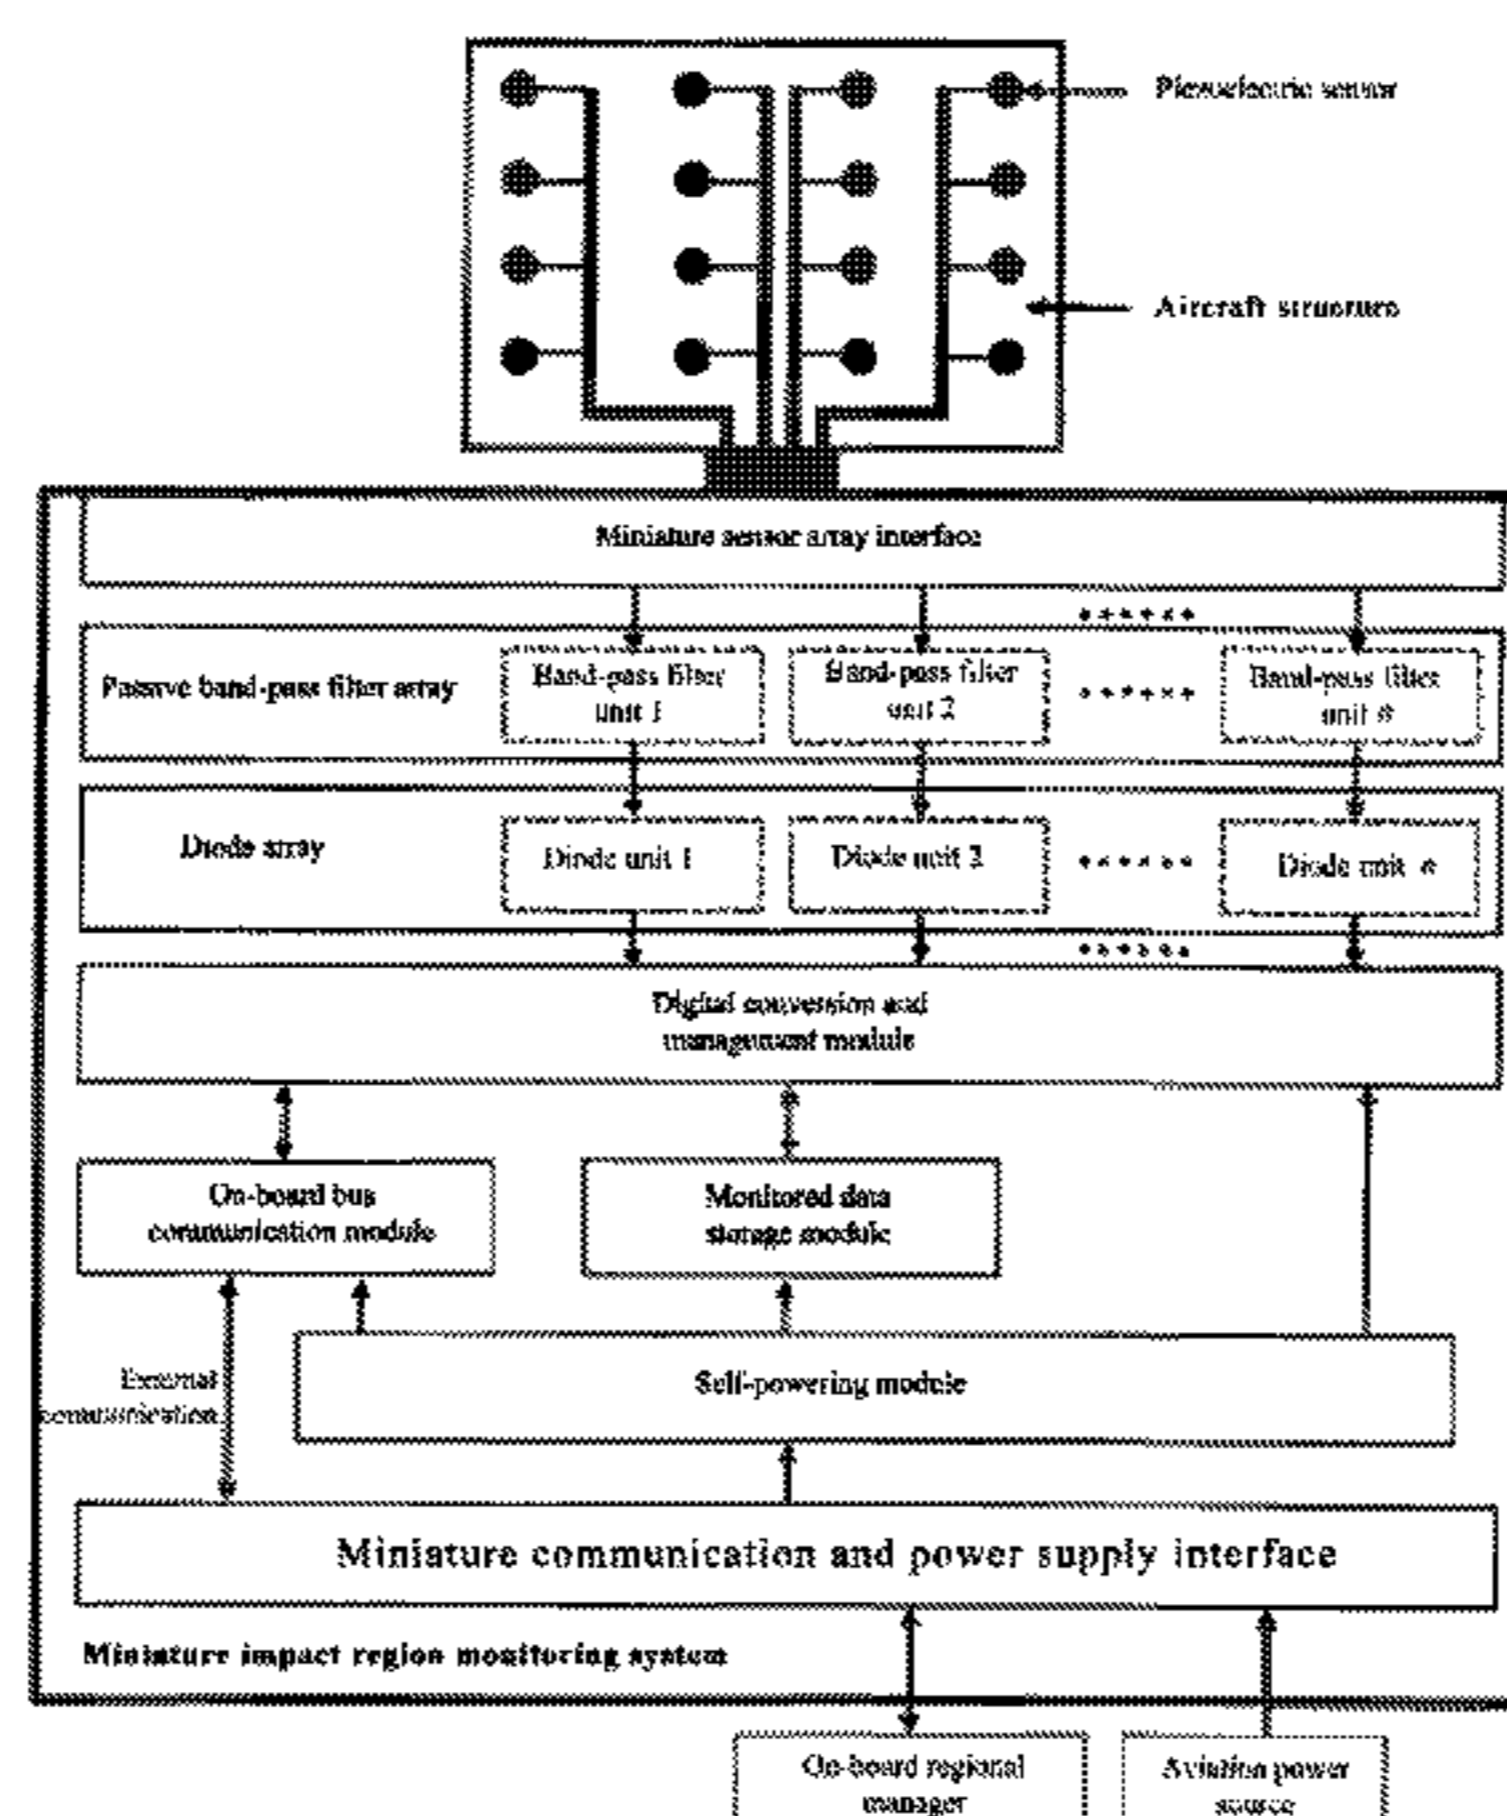 Piezoelectric sensor
Aircraft structure
Miniature sensor array interface
Passive band-pass filter array
Band-pass filter
unit 1
Band-pass filter
unit 2
Band-pass filter
unit n
Diode array
Diode unit 1
Diode unit 2
Diode unit n
Digital conversion and
management module
On-board bus
communication module
Monitored data
storage module
External
communication
Self-powering module
Miniature communication and power supply interface
Miniature impact region monitoring system
On-board regional
manager
Aviation power
source